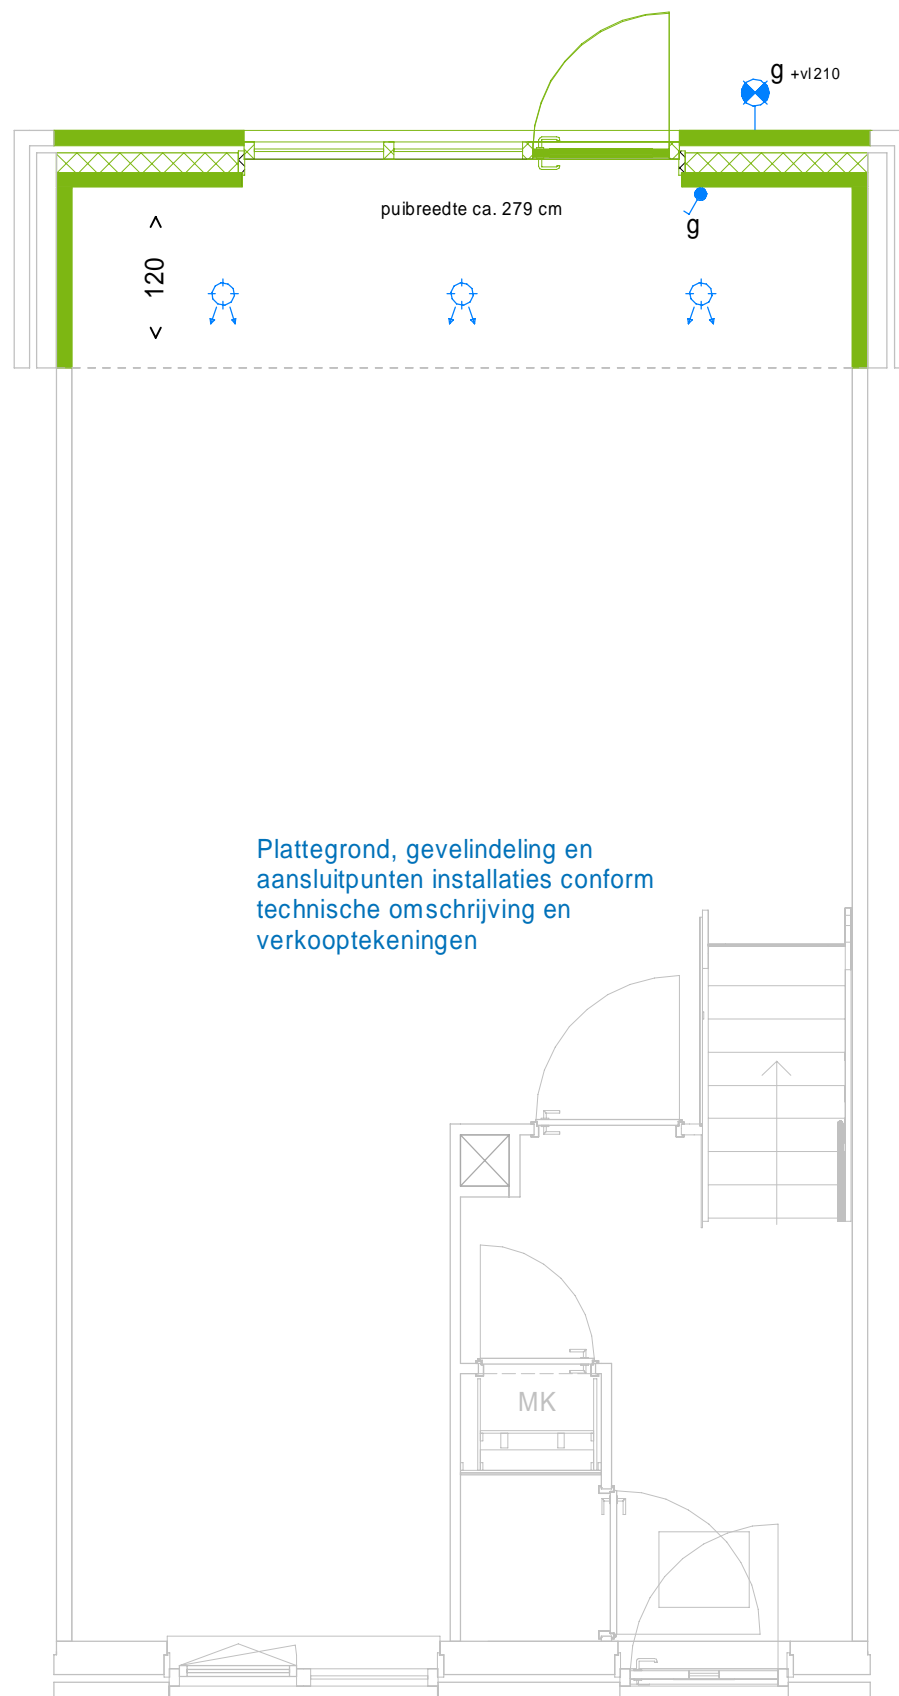 g +vl210
puibreedte ca. 279 cm
g
< 120 >
Plattegrond, gevelindeling en
aansluitpunten installaties conform
technische omschrijving en
verkooptekeningen
MK